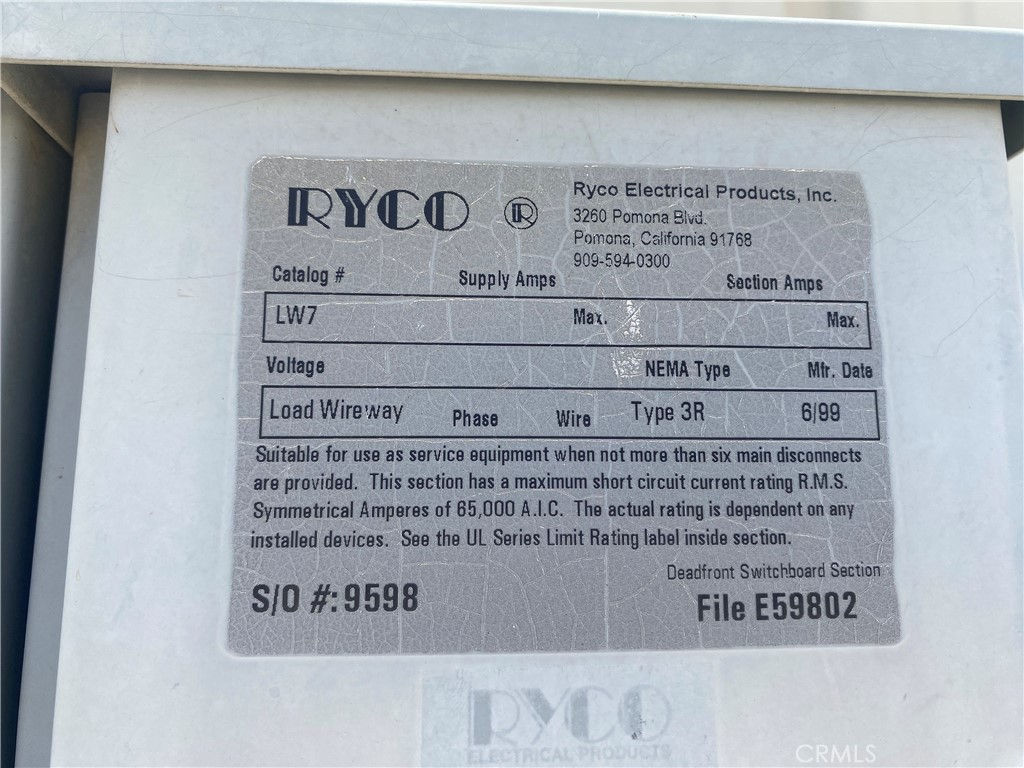 RYCO ® Ryco Electrical Products, Inc.
3260 Pomona Blvd.
Pomona, California 91768
909-594-0300
Catalog # Supply Amps Section Amps
LW7 Max. Max.
Voltage NEMA Type Mfr. Date
Load Wireway Phase Wire Type 3R 6/99
Suitable for use as service equipment when not more than six main disconnects
are provided. This section has a maximum short circuit current rating R.M.S.
Symmetrical Amperes of 65,000 A.I.C. The actual rating is dependent on any
installed devices. See the UL Series Limit Rating label inside section.
Deadfront Switchboard Section
S/O #: 9598 File E59802
RYCO
ELECTRICAL PRODUCTS
CRMLS